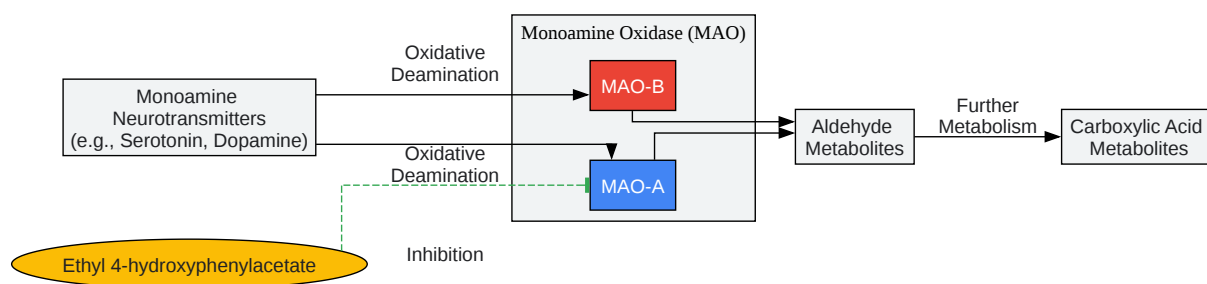 Monoamine Oxidase (MAO)
Oxidative
Deamination
MAO-B
Monoamine
Neurotransmitters
(e.g., Serotonin, Dopamine)
Aldehyde
Metabolites
Further
Metabolism
Carboxylic Acid
Metabolites
Oxidative
Deamination
MAO-A
Inhibition
Ethyl 4-hydroxyphenylacetate